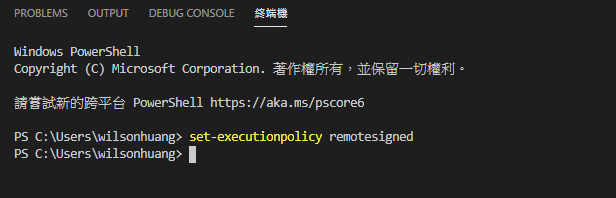 PROBLEMS OUTPUT DEBUG CONSOLE 終端機
Windows PowerShell
Copyright (C) Microsoft Corporation. 著作權所有，並保留一切權利。
請嘗試新的跨平台 PowerShell https://aka.ms/pscore6
PS C:\Users\wilsonhuang> set-executionpolicy remotesigned
PS C:\Users\wilsonhuang>